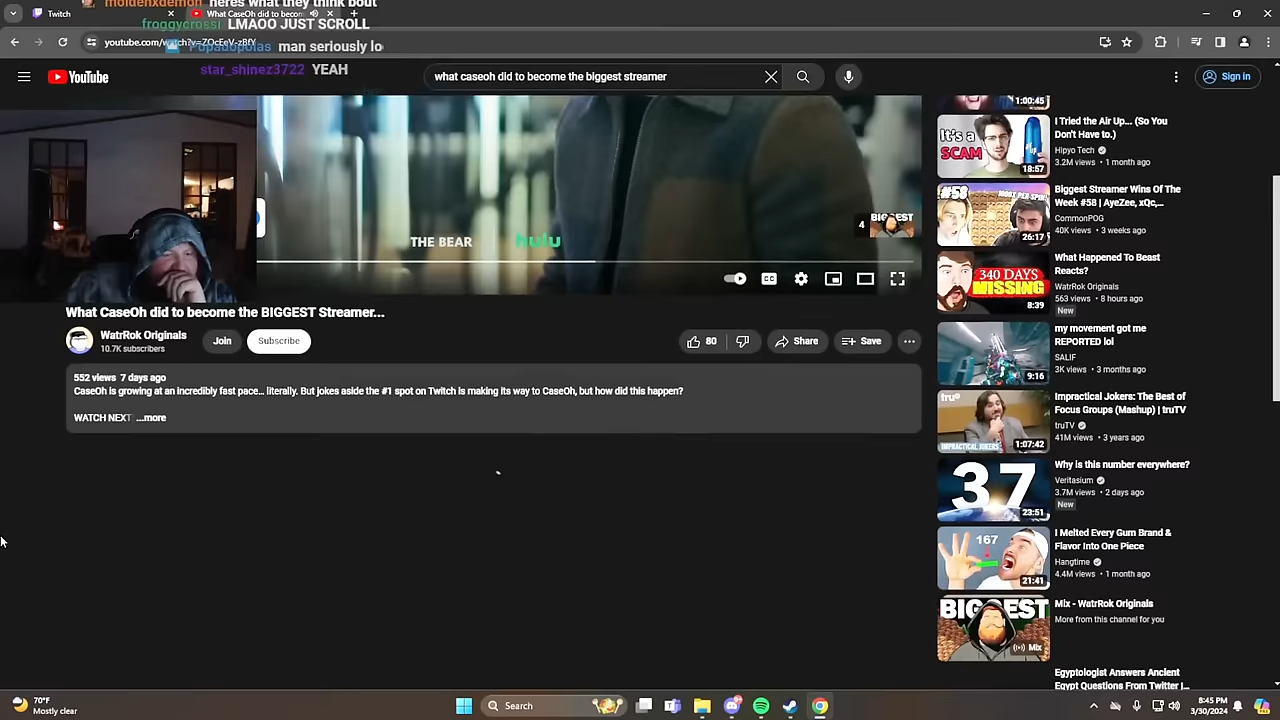 Twitch
What CaseOh did to becom
moldenxdemon heres what they think bout
froggycrossi LMAOO JUST SCROLL
Popadopolas man seriously lo
star_shinez3722 YEAH
YouTube
what caseoh did to become the biggest streamer
Sign in
THE BEAR
hulu
4
BIGGEST
What CaseOh did to become the BIGGEST Streamer...
WatrRok Originals
10.7K subscribers
Join
Subscribe
80
Share
Save
552 views 7 days ago
CaseOh is growing at an incredibly fast pace... literally. But jokes aside the #1 spot on Twitch is making its way to CaseOh, but how did this happen?
WATCH NEXT ...more
1:00:45
It's a
SCAM
18:57
I Tried the Air Up... (So You
Don't Have to.)
Hipyo Tech
3.2M views • 1 month ago
#58
26:17
Biggest Streamer Wins Of The
Week #58 | AyeZee, xQc,...
CommonPOG
40K views • 3 weeks ago
340 DAYS
MISSING
8:39
What Happened To Beast
Reacts?
WatrRok Originals
563 views • 8 hours ago
New
9:16
my movement got me
REPORTED lol
SALIF
3K views • 3 months ago
tru
IMPRACTICAL JOKERS
1:07:42
Impractical Jokers: The Best of
Focus Groups (Mashup) | truTV
truTV
41M views • 3 years ago
37
23:51
Why is this number everywhere?
Veritasium
3.7M views • 2 days ago
New
167
21:41
I Melted Every Gum Brand &
Flavor Into One Piece
Hangtime
4.4M views • 1 month ago
BIGGEST
Mix
Mix - WatrRok Originals
More from this channel for you
Egyptologist Answers Ancient
Egypt Questions From Twitter |...
70°F
Mostly clear
Search
8:45 PM
3/30/2024